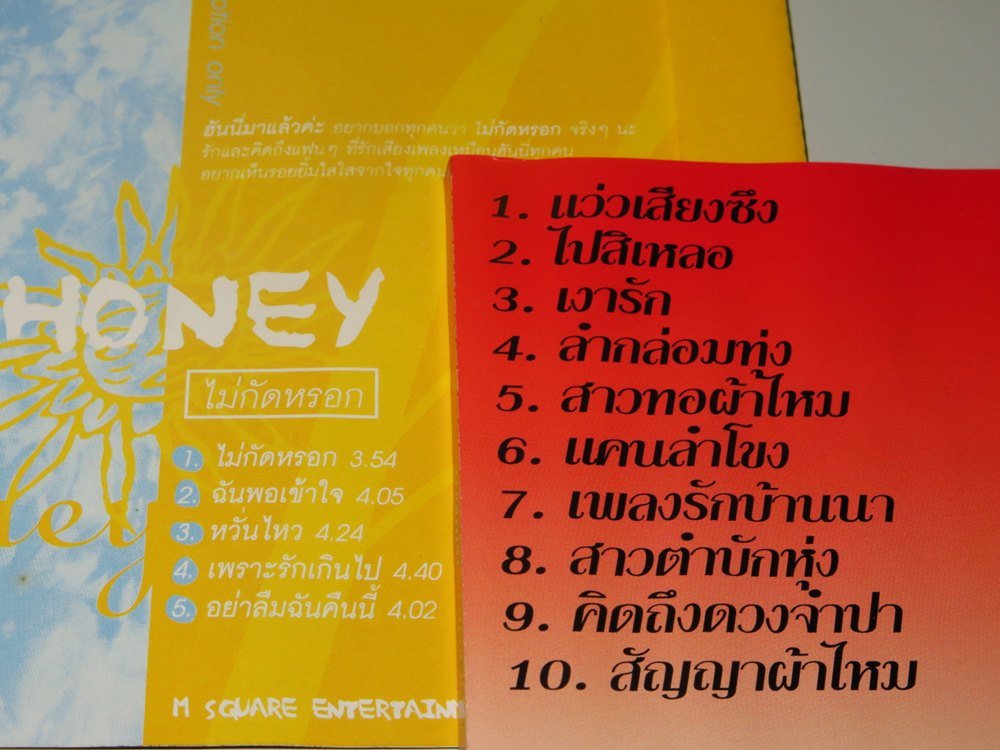 ption only
ฮันนี่มาแล้วค่ะ อยากบอกทุกคนว่า ไม่กัดหรอก จริงๆ นะ
รักและคิดถึงแฟนๆ ที่รักเสียงเพลงเหมือนฮันนี่ทุกคน
อยากเห็นรอยยิ้มใสใสจากใจทุกคน
HONEY
ไม่กัดหรอก
1. ไม่กัดหรอก 3.54
2. ฉันพอเข้าใจ 4.05
3. หวั่นไหว 4.24
4. เพราะรักเกินไป 4.40
5. อย่าลืมฉันคืนนี้ 4.02
M SQUARE ENTERTAIN
1. แว่วเสียงซึง
2. ไปสิเหลอ
3. เงารัก
4. ลำกล่อมทุ่ง
5. สาวทอผ้าไหม
6. แคนลำโขง
7. เพลงรักบ้านนา
8. สาวตำบักหุ่ง
9. คิดถึงดวงจำปา
10. สัญญาผ้าไหม